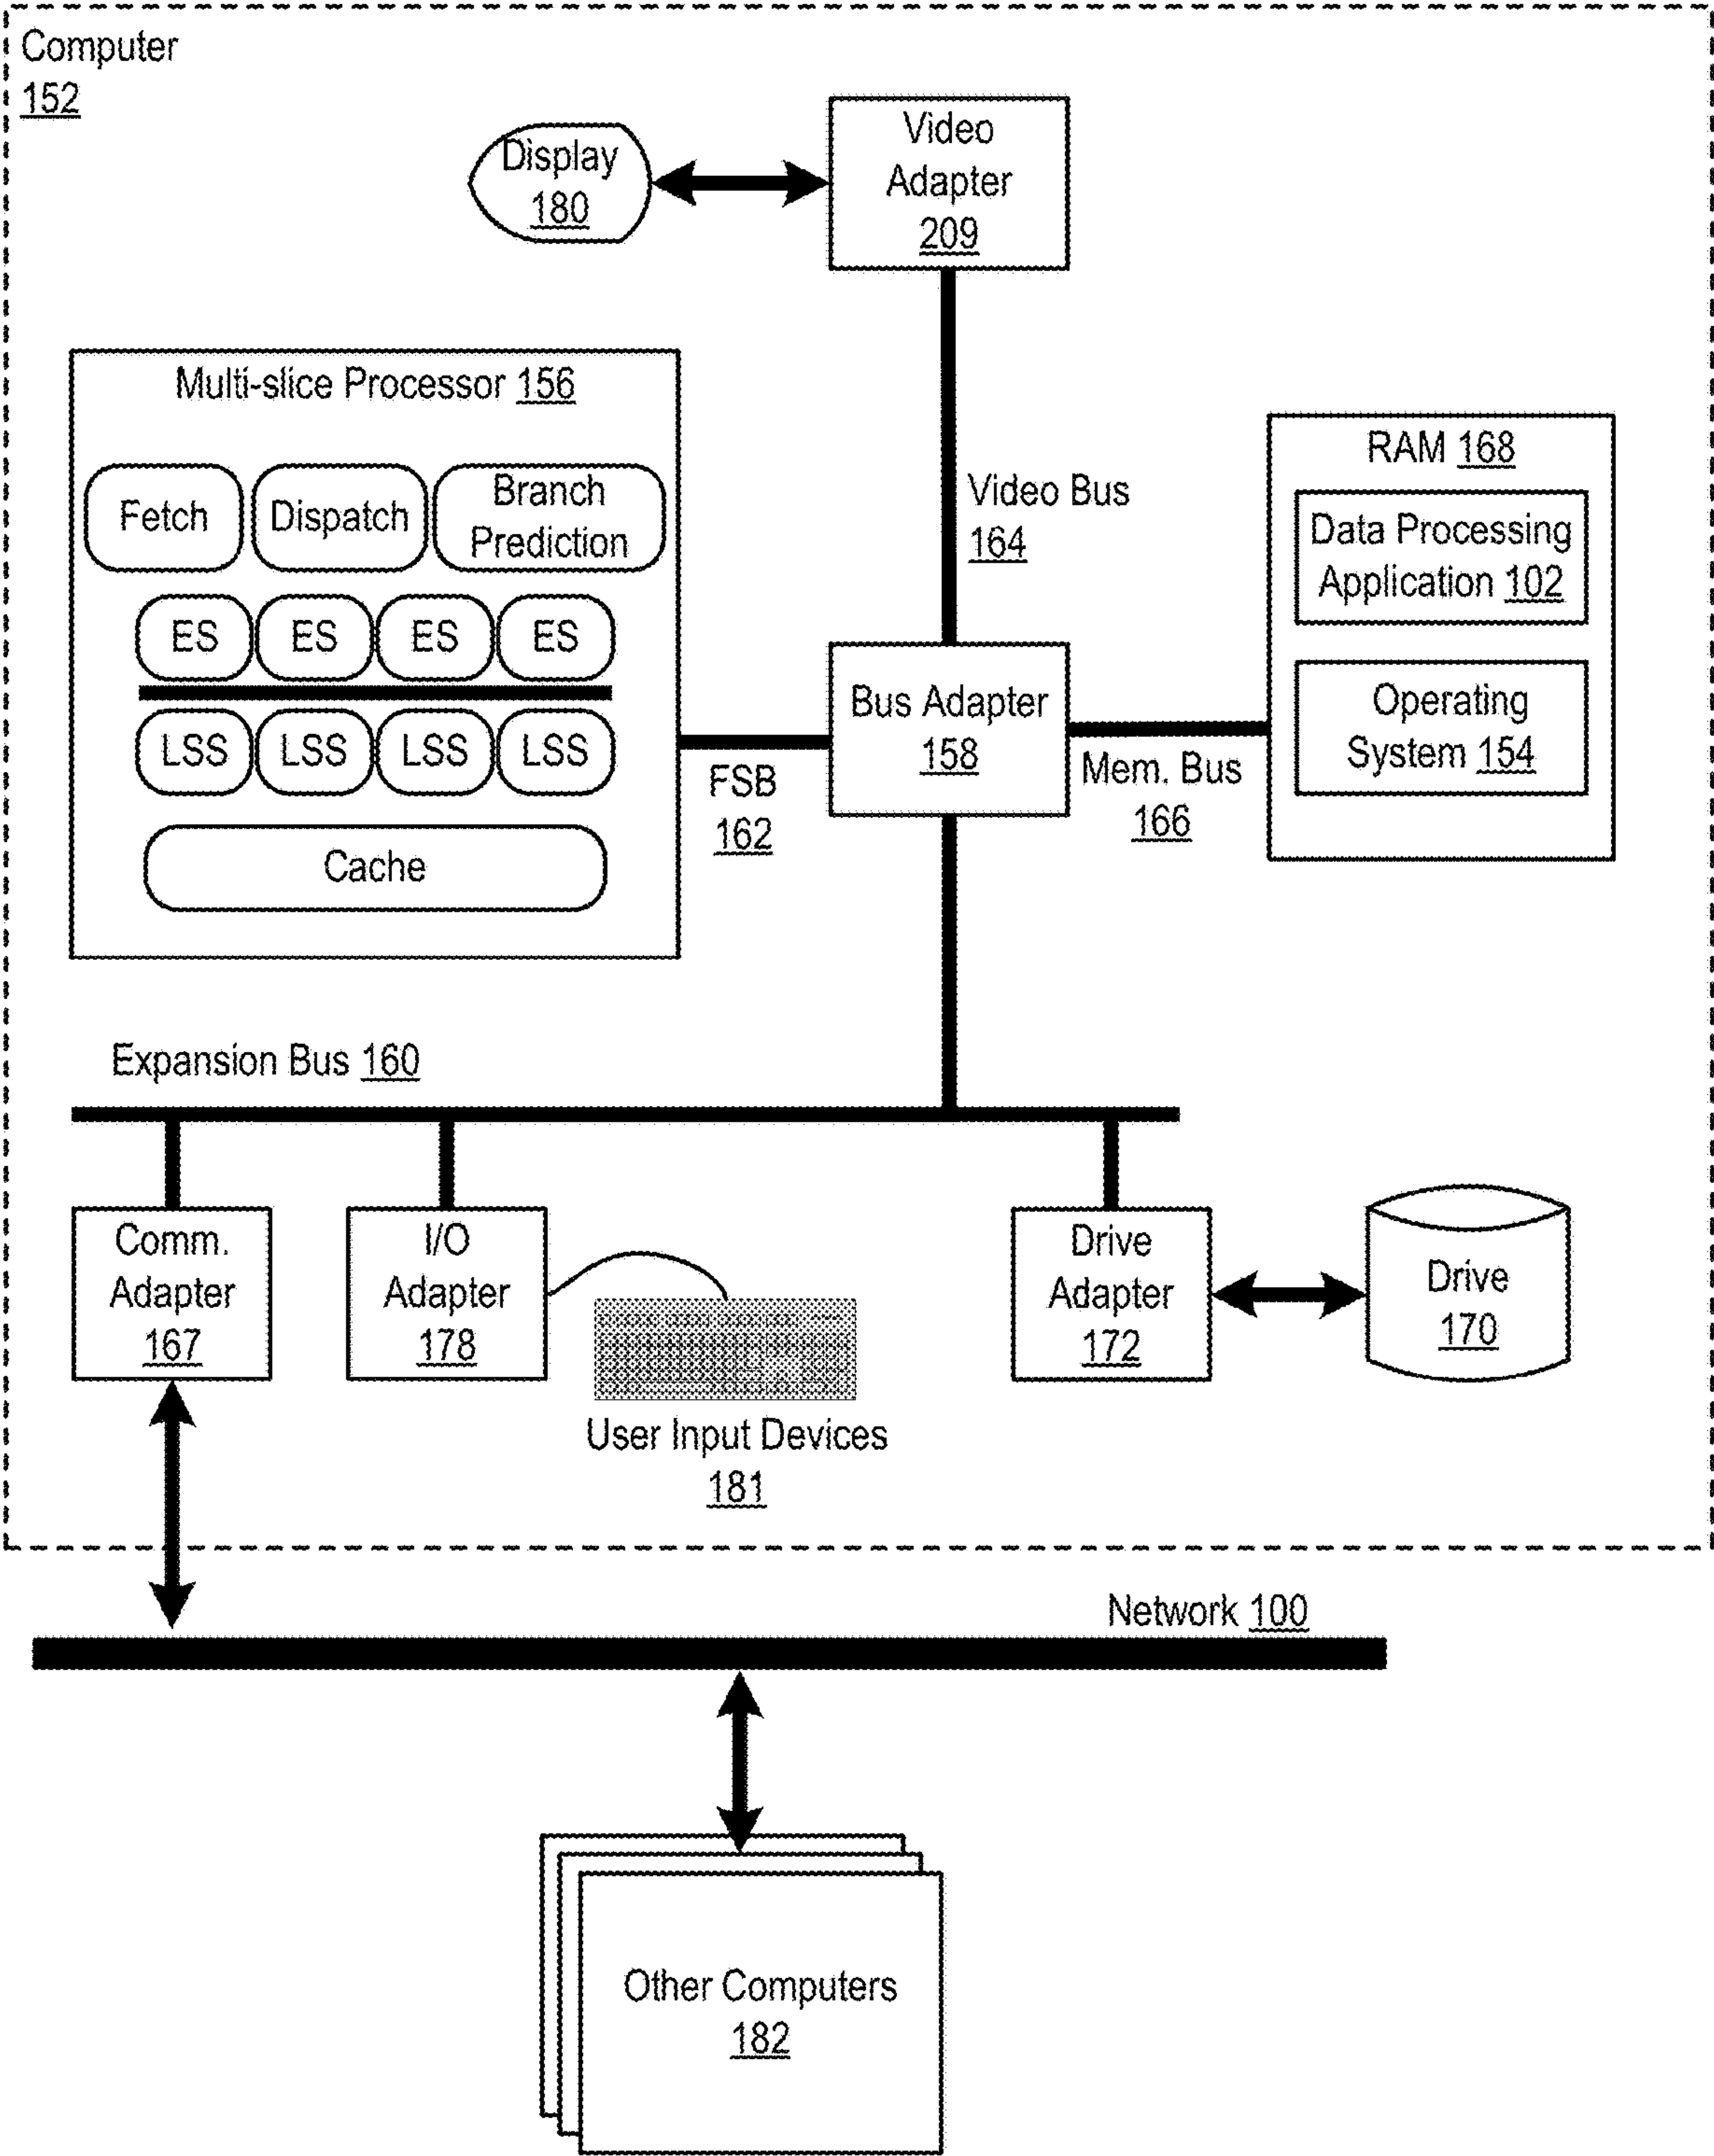 Computer
152
Display
180
Video
Adapter
209
Multi-slice Processor 156
Fetch
Dispatch
Branch
Prediction
ES
ES
ES
ES
LSS
LSS
LSS
LSS
Cache
FSB
162
Video Bus
164
Bus Adapter
158
Mem. Bus
166
RAM 168
Data Processing
Application 102
Operating
System 154
Expansion Bus 160
Comm.
Adapter
167
I/O
Adapter
178
User Input Devices
181
Drive
Adapter
172
Drive
170
Network 100
Other Computers
182